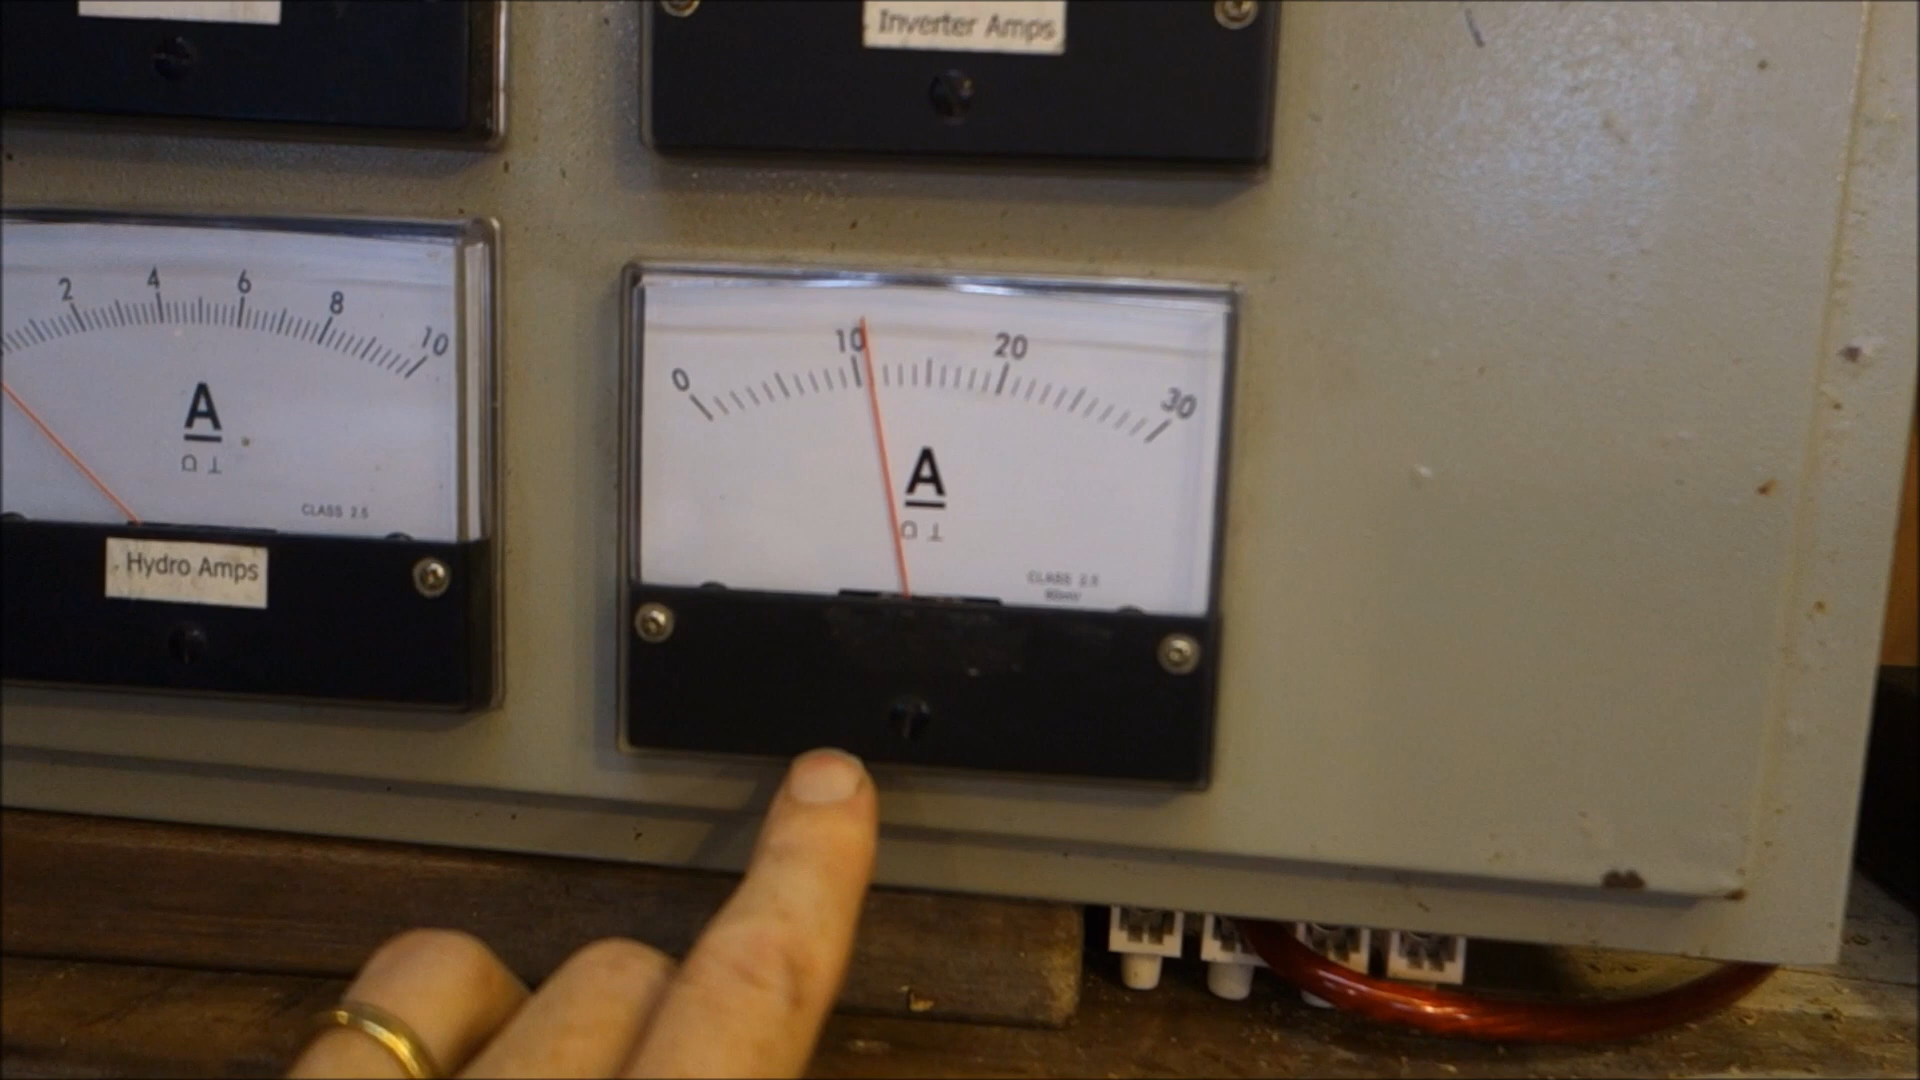 Inverter Amps
2 4 6 8 10
A
CLASS 2.5
Hydro Amps
0 10 20 30
A
CLASS 2.5
60mV